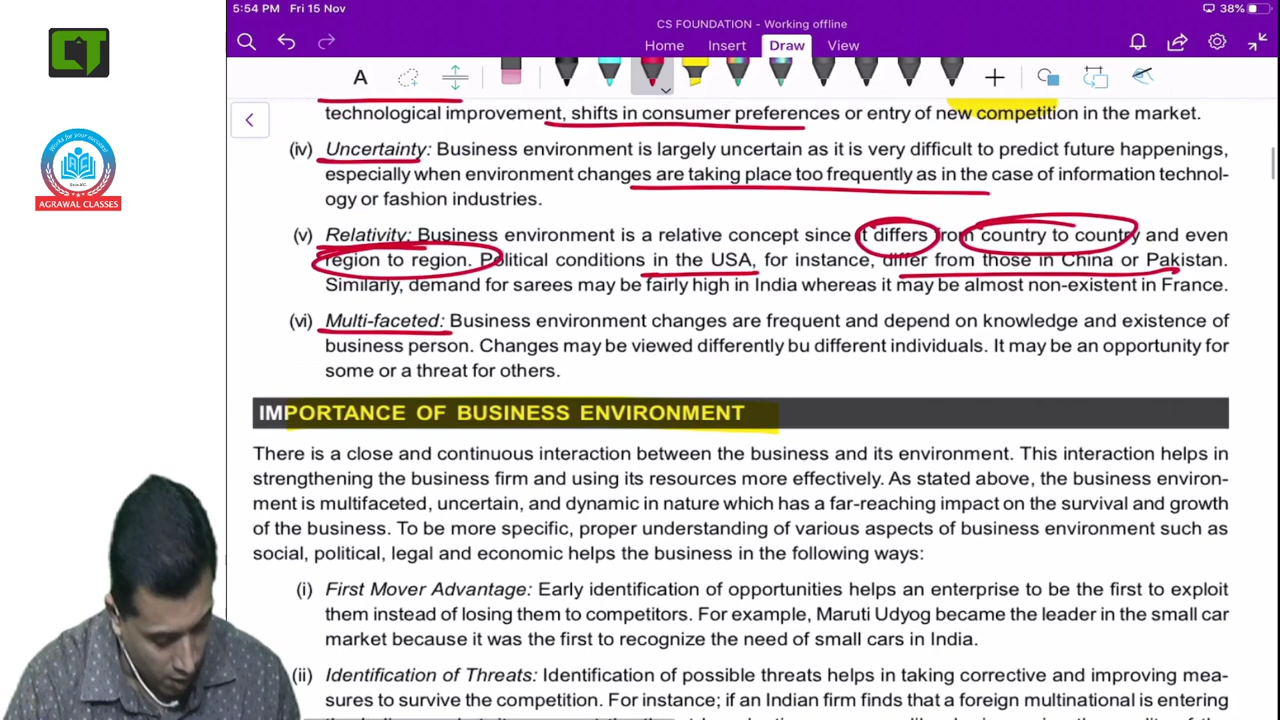 5:54 PM Fri 15 Nov
38%
CS FOUNDATION - Working offline
Home Insert Draw View
A
CT
Works for your success!
AGRAWAL CLASSES
technological improvement, shifts in consumer preferences or entry of new competition in the market.
(iv) Uncertainty: Business environment is largely uncertain as it is very difficult to predict future happenings,
especially when environment changes are taking place too frequently as in the case of information technol-
ogy or fashion industries.
(v) Relativity: Business environment is a relative concept since it differs from country to country and even
region to region. Political conditions in the USA, for instance, differ from those in China or Pakistan.
Similarly, demand for sarees may be fairly high in India whereas it may be almost non-existent in France.
(vi) Multi-faceted: Business environment changes are frequent and depend on knowledge and existence of
business person. Changes may be viewed differently bu different individuals. It may be an opportunity for
some or a threat for others.
IMPORTANCE OF BUSINESS ENVIRONMENT
There is a close and continuous interaction between the business and its environment. This interaction helps in
strengthening the business firm and using its resources more effectively. As stated above, the business environ-
ment is multifaceted, uncertain, and dynamic in nature which has a far-reaching impact on the survival and growth
of the business. To be more specific, proper understanding of various aspects of business environment such as
social, political, legal and economic helps the business in the following ways:
(i) First Mover Advantage: Early identification of opportunities helps an enterprise to be the first to exploit
them instead of losing them to competitors. For example, Maruti Udyog became the leader in the small car
market because it was the first to recognize the need of small cars in India.
(ii) Identification of Threats: Identification of possible threats helps in taking corrective and improving mea-
sures to survive the competition. For instance; if an Indian firm finds that a foreign multinational is entering